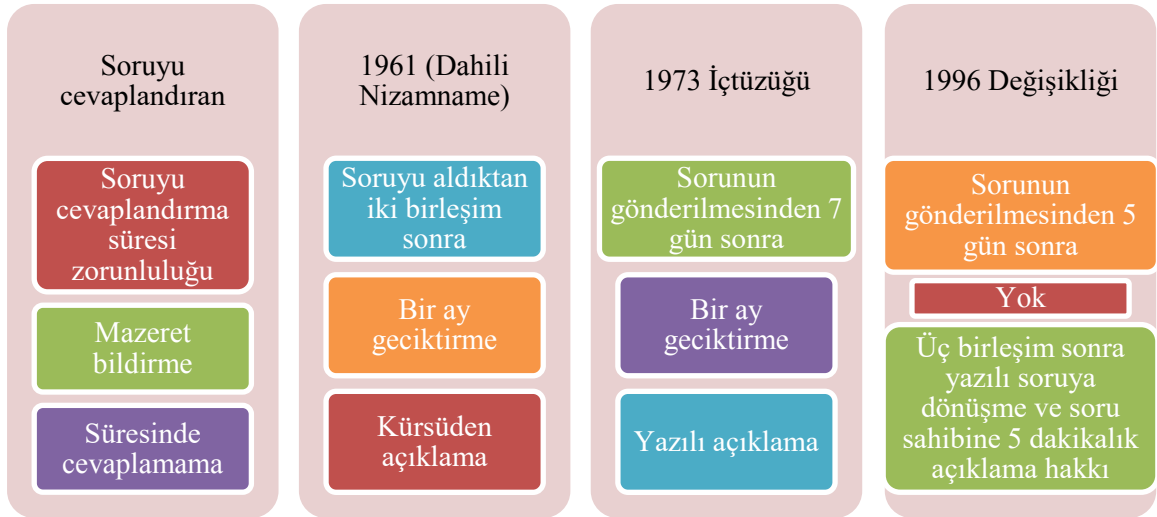 Soruyu
cevaplandıran
Soruyu
cevaplandırma
süresi
zorunluluğu
Mazeret
bildirme
Süresinde
cevaplamama
1961 (Dahili
Nizamname)
Soruyu aldıktan
iki birleşim
sonra
Bir ay
geciktirme
Kürsüden
açıklama
1973 İçtüzüğü
Sorunun
gönderilmesinden 7
gün sonra
Bir ay
geciktirme
Yazılı açıklama
1996 Değişikliği
Sorunun
gönderilmesinden 5
gün sonra
Yok
Üç birleşim sonra
yazılı soruya
dönüşme ve soru
sahibine 5 dakikalık
açıklama hakkı